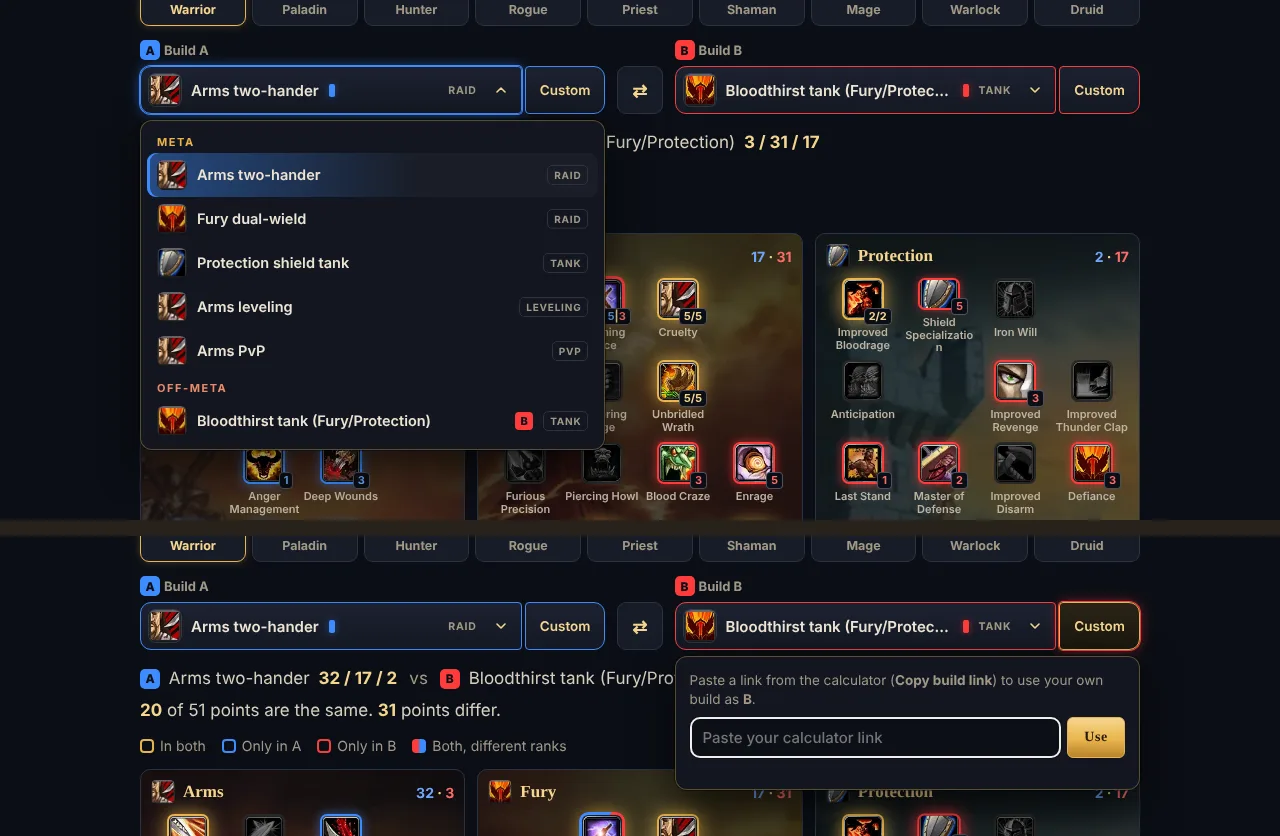 Warrior
Paladin
Hunter
Rogue
Priest
Shaman
Mage
Warlock
Druid
A Build A
B Build B
Arms two-hander RAID
Custom
⇄
Bloodthirst tank (Fury/Protec... TANK
Custom
META
Arms two-hander RAID
Fury dual-wield RAID
Protection shield tank TANK
Arms leveling LEVELING
Arms PvP PVP
OFF-META
Bloodthirst tank (Fury/Protection) B TANK
Fury/Protection) 3 / 31 / 17
17 · 31
5 3
5/5
Cruelty
5/5
Unbridled
Wrath
1
3
Anger
Management
Deep Wounds
Furious
Precision
Piercing Howl
3
Blood Craze
5
Enrage
Protection 2 · 17
2/2
Improved
Bloodrage
5
Shield
Specializatio
n
Iron Will
Anticipation
3
Improved
Revenge
Improved
Thunder Clap
1
Last Stand
2
Master of
Defense
Improved
Disarm
3
Defiance
Warrior
Paladin
Hunter
Rogue
Priest
Shaman
Mage
Warlock
Druid
A Build A
B Build B
Arms two-hander RAID
Custom
⇄
Bloodthirst tank (Fury/Protec... TANK
Custom
A Arms two-hander 32 / 17 / 2 vs B Bloodthirst tank (Fury/Pro
20 of 51 points are the same. 31 points differ.
In both
Only in A
Only in B
Both, different ranks
Paste a link from the calculator (Copy build link) to use your own
build as B.
Paste your calculator link
Use
Arms 32 · 3
Fury 17 · 31
Protection 2 · 17